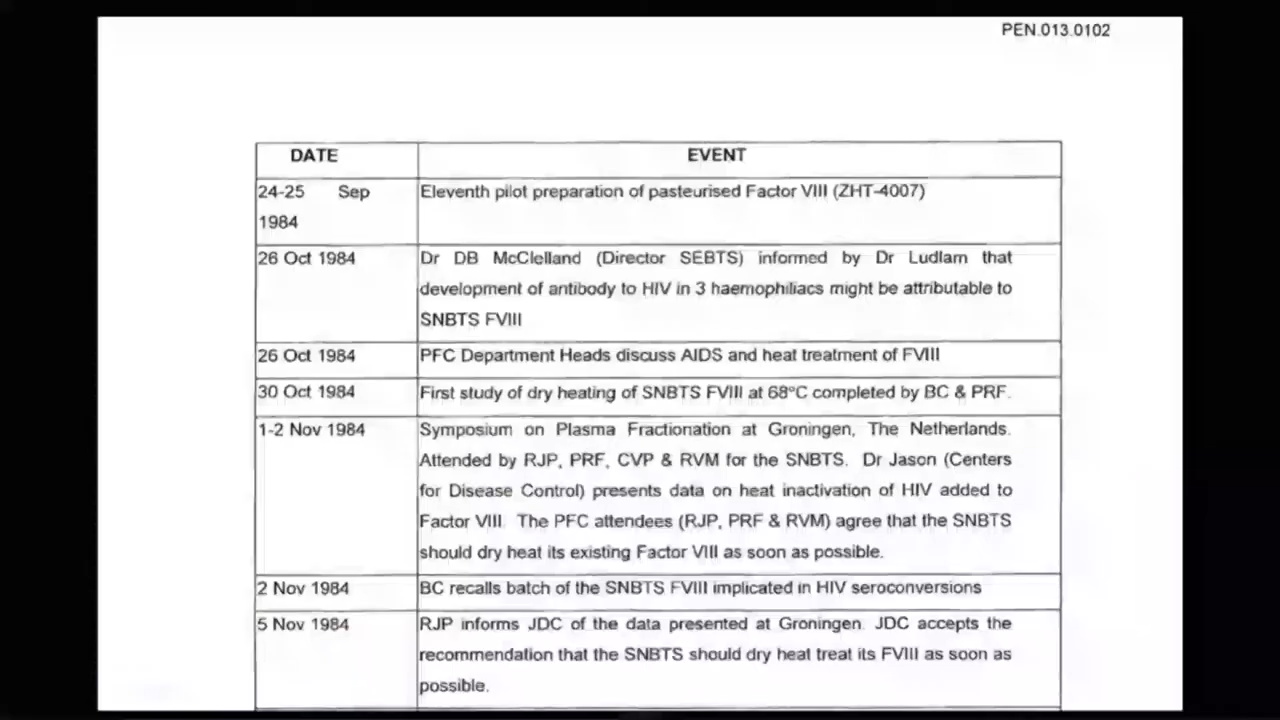 PEN.013.0102
DATE EVENT
24-25 Sep Eleventh pilot preparation of pasteurised Factor VIII (ZHT-4007)
1984
26 Oct 1984 Dr DB McClelland (Director SEBTS) informed by Dr Ludlam that
development of antibody to HIV in 3 haemophiliacs might be attributable to
SNBTS FVIII
26 Oct 1984 PFC Department Heads discuss AIDS and heat treatment of FVIII
30 Oct 1984 First study of dry heating of SNBTS FVIII at 68°C completed by BC & PRF.
1-2 Nov 1984 Symposium on Plasma Fractionation at Groningen, The Netherlands.
Attended by RJP, PRF, CVP & RVM for the SNBTS. Dr Jason (Centers
for Disease Control) presents data on heat inactivation of HIV added to
Factor VIII. The PFC attendees (RJP, PRF & RVM) agree that the SNBTS
should dry heat its existing Factor VIII as soon as possible.
2 Nov 1984 BC recalls batch of the SNBTS FVIII implicated in HIV seroconversions
5 Nov 1984 RJP informs JDC of the data presented at Groningen. JDC accepts the
recommendation that the SNBTS should dry heat treat its FVIII as soon as
possible.